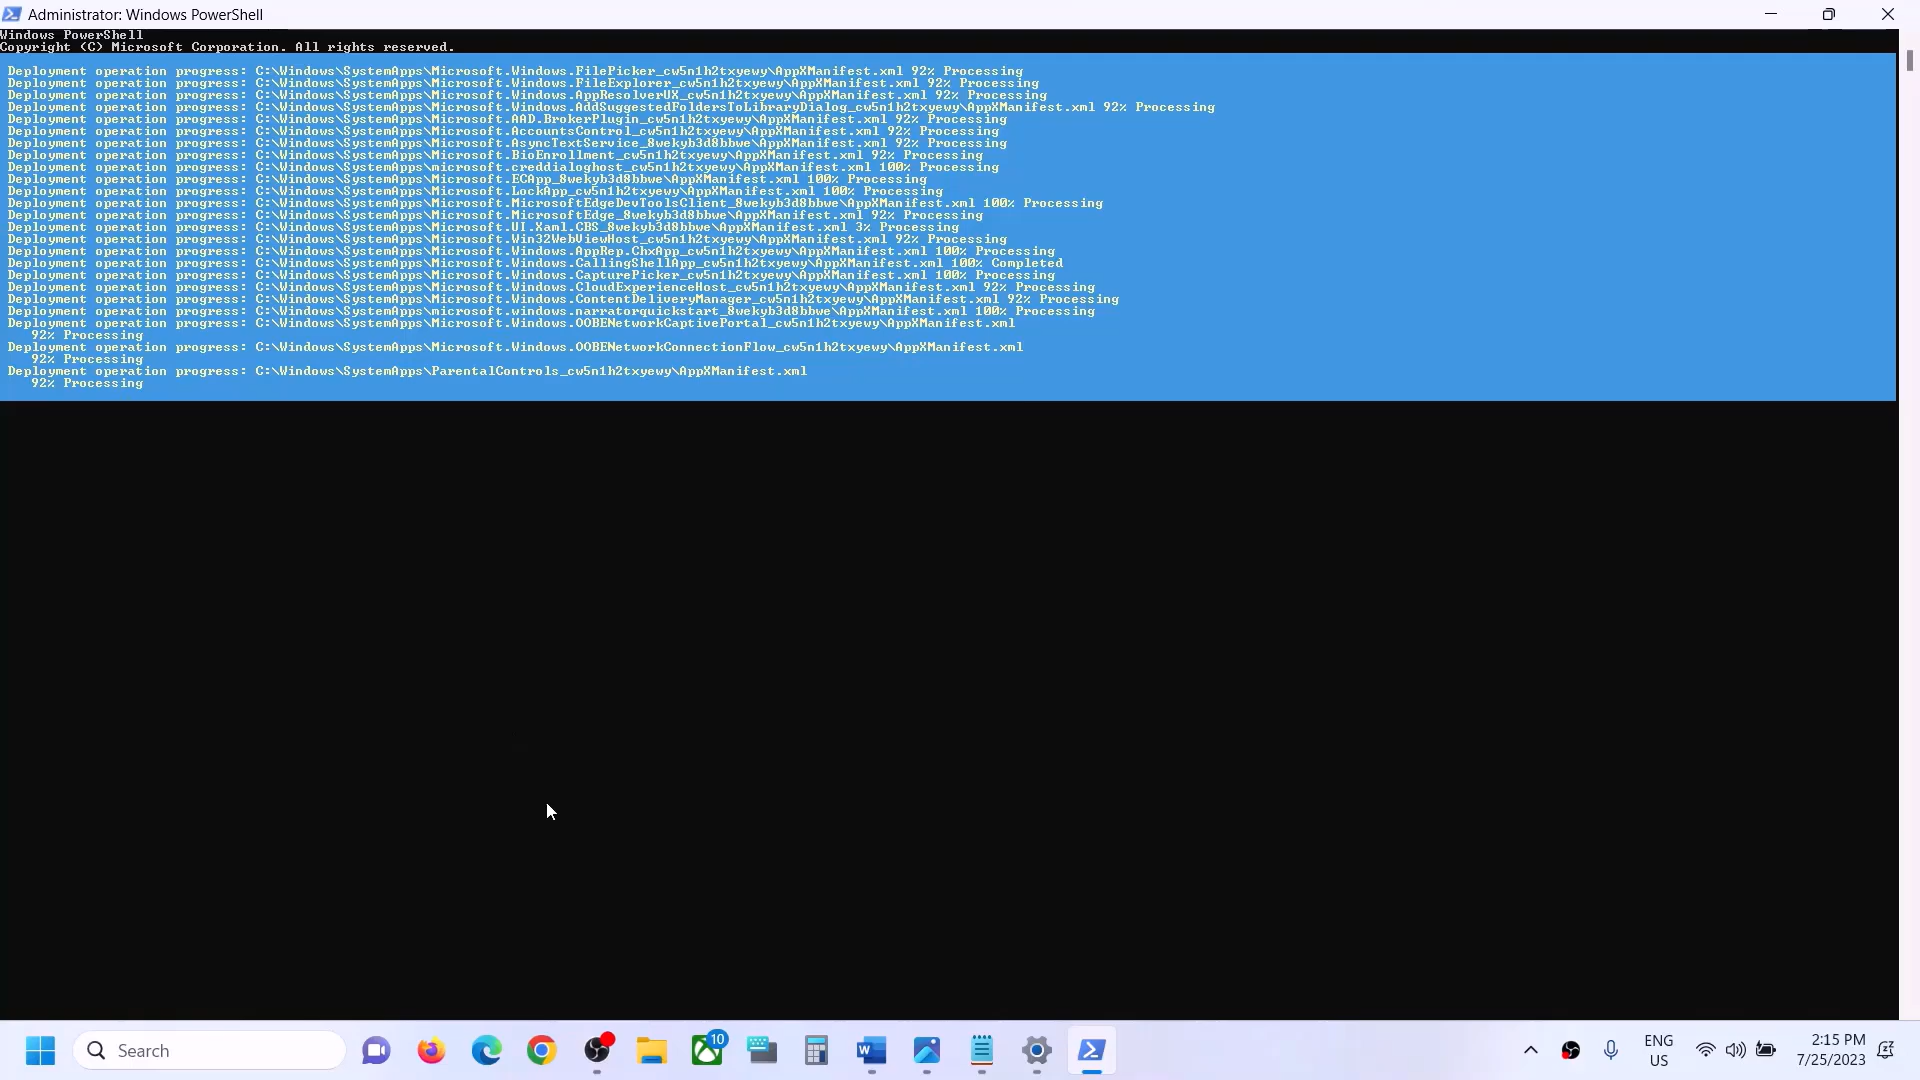 Administrator: Windows PowerShell
Windows PowerShell
Copyright (C) Microsoft Corporation. All rights reserved.
Deployment operation progress: C:\Windows\SystemApps\Microsoft.Windows.FilePicker_cw5n1h2txyewy\AppXManifest.xml 92% Processing
Deployment operation progress: C:\Windows\SystemApps\Microsoft.Windows.FileExplorer_cw5n1h2txyewy\AppXManifest.xml 92% Processing
Deployment operation progress: C:\Windows\SystemApps\Microsoft.Windows.AppResolverUX_cw5n1h2txyewy\AppXManifest.xml 92% Processing
Deployment operation progress: C:\Windows\SystemApps\Microsoft.Windows.AddSuggestedFoldersToLibraryDialog_cw5n1h2txyewy\AppXManifest.xml 92% Processing
Deployment operation progress: C:\Windows\SystemApps\Microsoft.AAD.BrokerPlugin_cw5n1h2txyewy\AppXManifest.xml 92% Processing
Deployment operation progress: C:\Windows\SystemApps\Microsoft.AccountsControl_cw5n1h2txyewy\AppXManifest.xml 92% Processing
Deployment operation progress: C:\Windows\SystemApps\Microsoft.AsyncTextService_8wekyb3d8bbwe\AppXManifest.xml 92% Processing
Deployment operation progress: C:\Windows\SystemApps\Microsoft.BioEnrollment_cw5n1h2txyewy\AppXManifest.xml 92% Processing
Deployment operation progress: C:\Windows\SystemApps\microsoft.creddialoghost_cw5n1h2txyewy\AppXManifest.xml 100% Processing
Deployment operation progress: C:\Windows\SystemApps\Microsoft.ECApp_8wekyb3d8bbwe\AppXManifest.xml 100% Processing
Deployment operation progress: C:\Windows\SystemApps\Microsoft.LockApp_cw5n1h2txyewy\AppXManifest.xml 100% Processing
Deployment operation progress: C:\Windows\SystemApps\Microsoft.MicrosoftEdgeDevToolsClient_8wekyb3d8bbwe\AppXManifest.xml 100% Processing
Deployment operation progress: C:\Windows\SystemApps\Microsoft.MicrosoftEdge_8wekyb3d8bbwe\AppXManifest.xml 92% Processing
Deployment operation progress: C:\Windows\SystemApps\Microsoft.UI.Xaml.CBS_8wekyb3d8bbwe\AppXManifest.xml 3% Processing
Deployment operation progress: C:\Windows\SystemApps\Microsoft.Win32WebViewHost_cw5n1h2txyewy\AppXManifest.xml 92% Processing
Deployment operation progress: C:\Windows\SystemApps\Microsoft.Windows.AppRep.ChxApp_cw5n1h2txyewy\AppXManifest.xml 100% Processing
Deployment operation progress: C:\Windows\SystemApps\Microsoft.Windows.CallingShellApp_cw5n1h2txyewy\AppXManifest.xml 100% Completed
Deployment operation progress: C:\Windows\SystemApps\Microsoft.Windows.CapturePicker_cw5n1h2txyewy\AppXManifest.xml 100% Processing
Deployment operation progress: C:\Windows\SystemApps\Microsoft.Windows.CloudExperienceHost_cw5n1h2txyewy\AppXManifest.xml 92% Processing
Deployment operation progress: C:\Windows\SystemApps\Microsoft.Windows.ContentDeliveryManager_cw5n1h2txyewy\AppXManifest.xml 92% Processing
Deployment operation progress: C:\Windows\SystemApps\Microsoft.windows.narratorquickstart_8wekyb3d8bbwe\AppXManifest.xml 100% Processing
Deployment operation progress: C:\Windows\SystemApps\Microsoft.Windows.OOBENetworkCaptivePortal_cw5n1h2txyewy\AppXManifest.xml
92% Processing
Deployment operation progress: C:\Windows\SystemApps\Microsoft.Windows.OOBENetworkConnectionFlow_cw5n1h2txyewy\AppXManifest.xml
92% Processing
Deployment operation progress: C:\Windows\SystemApps\ParentalControls_cw5n1h2txyewy\AppXManifest.xml
92% Processing
Search
10
ENG
US
2:15 PM
7/25/2023